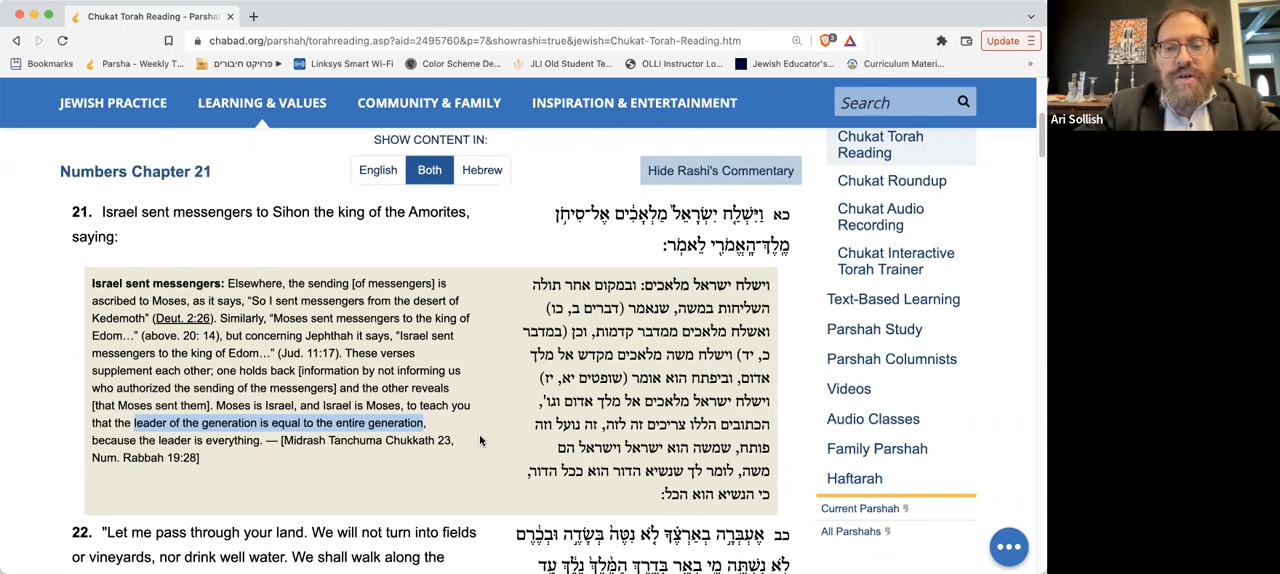 Chukat Torah Reading - Parshah
chabad.org/parshah/torahreading.asp?aid=2495760&p=7&showrashi=true&jewish=Chukat-Torah-Reading.htm
3
Update
Bookmarks
Parsha - Weekly T...
פרוייקט חיבורים
Linksys Smart Wi-Fi
Color Scheme De...
JLI Old Student Te...
OLLI Instructor Lo...
Jewish Educator's...
Curriculum Materi...
»
JEWISH PRACTICE
LEARNING & VALUES
COMMUNITY & FAMILY
INSPIRATION & ENTERTAINMENT
Search
SHOW CONTENT IN:
English
Both
Hebrew
Numbers Chapter 21
Hide Rashi's Commentary
21. Israel sent messengers to Sihon the king of the Amorites,
saying:
כא וַיִּשְׁלַ֤ח יִשְׂרָאֵל֙ מַלְאָכִ֔ים אֶל־סִיחֹ֥ן
מֶֽלֶךְ־הָֽאֱמֹרִ֖י לֵאמֹֽר:
Israel sent messengers: Elsewhere, the sending [of messengers] is
ascribed to Moses, as it says, “So I sent messengers from the desert of
Kedemoth” (Deut. 2:26). Similarly, “Moses sent messengers to the king of
Edom…” (above. 20: 14), but concerning Jephthah it says, “Israel sent
messengers to the king of Edom…” (Jud. 11:17). These verses
supplement each other; one holds back [information by not informing us
who authorized the sending of the messengers] and the other reveals
[that Moses sent them]. Moses is Israel, and Israel is Moses, to teach you
that the leader of the generation is equal to the entire generation,
because the leader is everything. — [Midrash Tanchuma Chukkath 23,
Num. Rabbah 19:28]
וישלח ישראל מלאכים: ובמקום אחר תולה
השליחות במשה, שנאמר (דברים ב, כו)
ואשלח מלאכים ממדבר קדמות, וכן (במדבר
כ, יד) וישלח משה מלאכים מקדש אל מלך
אדום, וביפתח הוא אומר (שופטים יא, יז)
וישלח ישראל מלאכים אל מלך אדום וגו',
הכתובים הללו צריכים זה לזה, זה נועל וזה
פותח, שמשה הוא ישראל וישראל הם
משה, לומר לך שנשיא הדור הוא ככל הדור,
כי הנשיא הוא הכל:
22. "Let me pass through your land. We will not turn into fields
or vineyards, nor drink well water. We shall walk along the
כב אֶעְבְּרָ֣ה בְאַרְצֶ֗ךָ לֹ֤א נִטֶּה֙ בְּשָׂדֶ֣ה וּבְכֶ֔רֶם
לֹ֥א נִשְׁתֶּ֖ה מֵ֣י בְאֵ֑ר בְּדֶ֤רֶךְ הַמֶּ֙לֶךְ֙ נֵלֵ֔ךְ עַ֥ד
Chukat Torah
Reading
Chukat Roundup
Chukat Audio
Recording
Chukat Interactive
Torah Trainer
Text-Based Learning
Parshah Study
Parshah Columnists
Videos
Audio Classes
Family Parshah
Haftarah
Current Parshah
All Parshahs
Ari Sollish